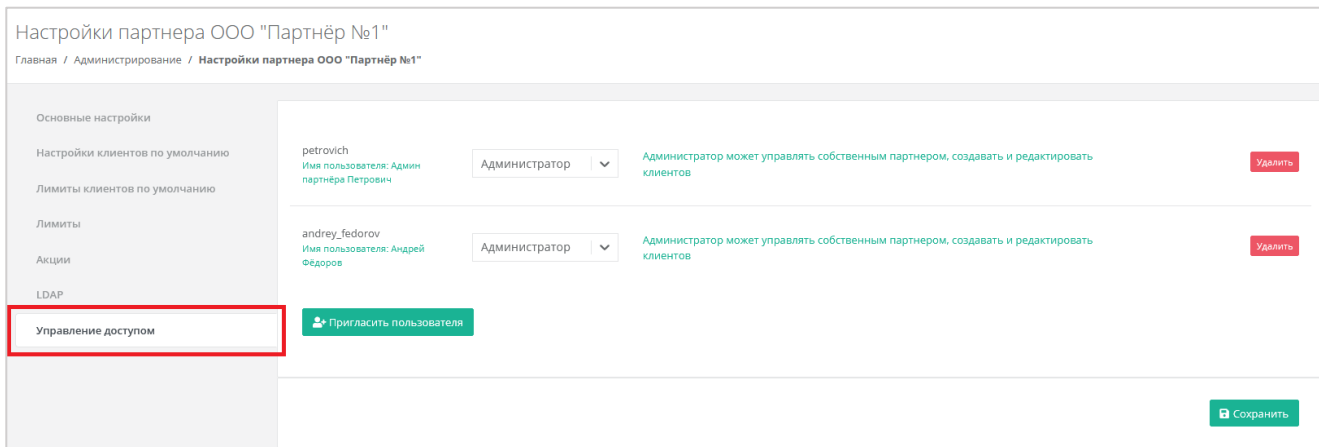 Настройки партнера ООО "Партнёр №1"
Главная / Администрирование / Настройки партнера ООО "Партнёр №1"
Основные настройки
Настройки клиентов по умолчанию
Лимиты клиентов по умолчанию
Лимиты
Акции
LDAP
Управление доступом
petrovich
Имя пользователя: Админ
партнёра Петрович
Администратор
Администратор может управлять собственным партнером, создавать и редактировать
клиентов
Удалить
andrey_fedorov
Имя пользователя: Андрей
Фёдоров
Администратор
Администратор может управлять собственным партнером, создавать и редактировать
клиентов
Удалить
Пригласить пользователя
Сохранить